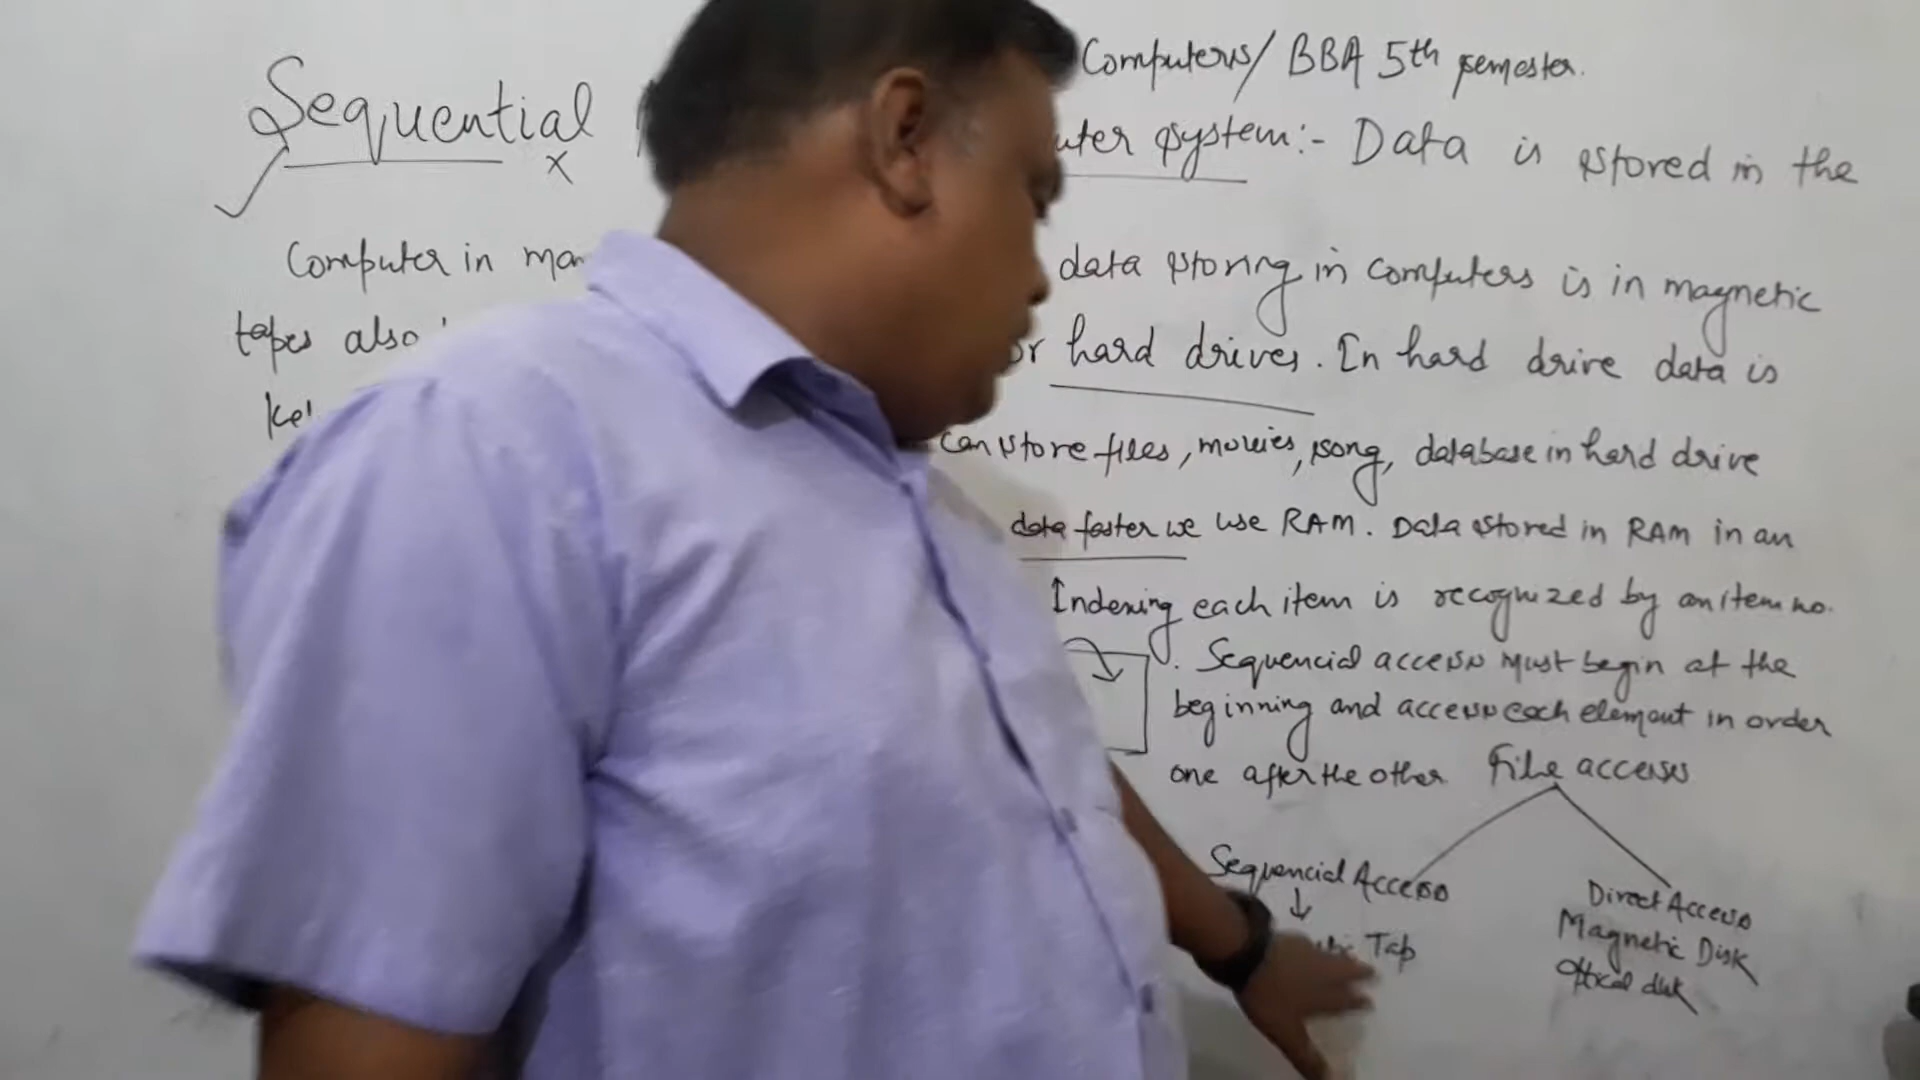 Computers/ BBA 5th semester.
Sequential uter system:- Data is stored in the
x
Computer in data storing in computers is in magnetic
tapes also or hard drives. In hard drive data is
can store files, movies, song, database in hard drive
data faster we use RAM. Data stored in RAM in an
Indexing each item is recognized by an item no.
Sequencial access must begin at the
beginning and access each element in order
one after the other
File accesses
Sequencial Access
Direct Access
Tap
Magnetic Disk